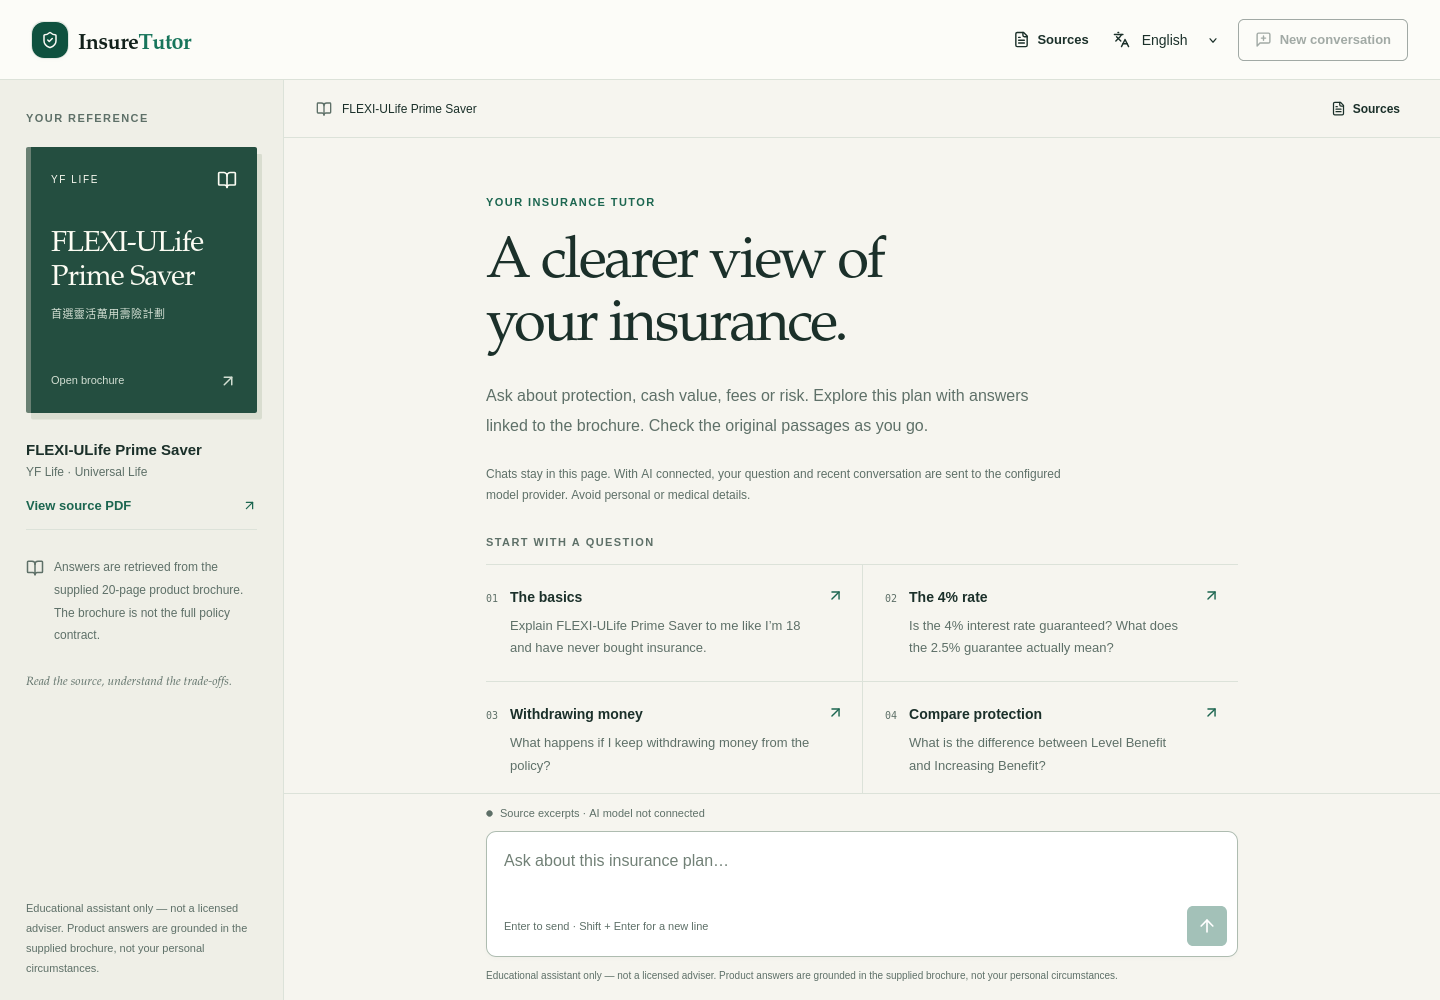 InsureTutor
Sources
English
New conversation
YOUR REFERENCE
YF LIFE
FLEXI-ULife
Prime Saver
首選靈活萬用壽險計劃
Open brochure
FLEXI-ULife Prime Saver
YF Life · Universal Life
View source PDF
Answers are retrieved from the
supplied 20-page product brochure.
The brochure is not the full policy
contract.
Read the source, understand the trade-offs.
Educational assistant only — not a licensed
adviser. Product answers are grounded in the
supplied brochure, not your personal
circumstances.
FLEXI-ULife Prime Saver
Sources
YOUR INSURANCE TUTOR
A clearer view of
your insurance.
Ask about protection, cash value, fees or risk. Explore this plan with answers
linked to the brochure. Check the original passages as you go.
Chats stay in this page. With AI connected, your question and recent conversation are sent to the configured
model provider. Avoid personal or medical details.
START WITH A QUESTION
01 The basics
Explain FLEXI-ULife Prime Saver to me like I’m 18
and have never bought insurance.
02 The 4% rate
Is the 4% interest rate guaranteed? What does
the 2.5% guarantee actually mean?
03 Withdrawing money
What happens if I keep withdrawing money from the
policy?
04 Compare protection
What is the difference between Level Benefit
and Increasing Benefit?
Source excerpts · AI model not connected
Ask about this insurance plan…
Enter to send · Shift + Enter for a new line
Educational assistant only — not a licensed adviser. Product answers are grounded in the supplied brochure, not your personal circumstances.